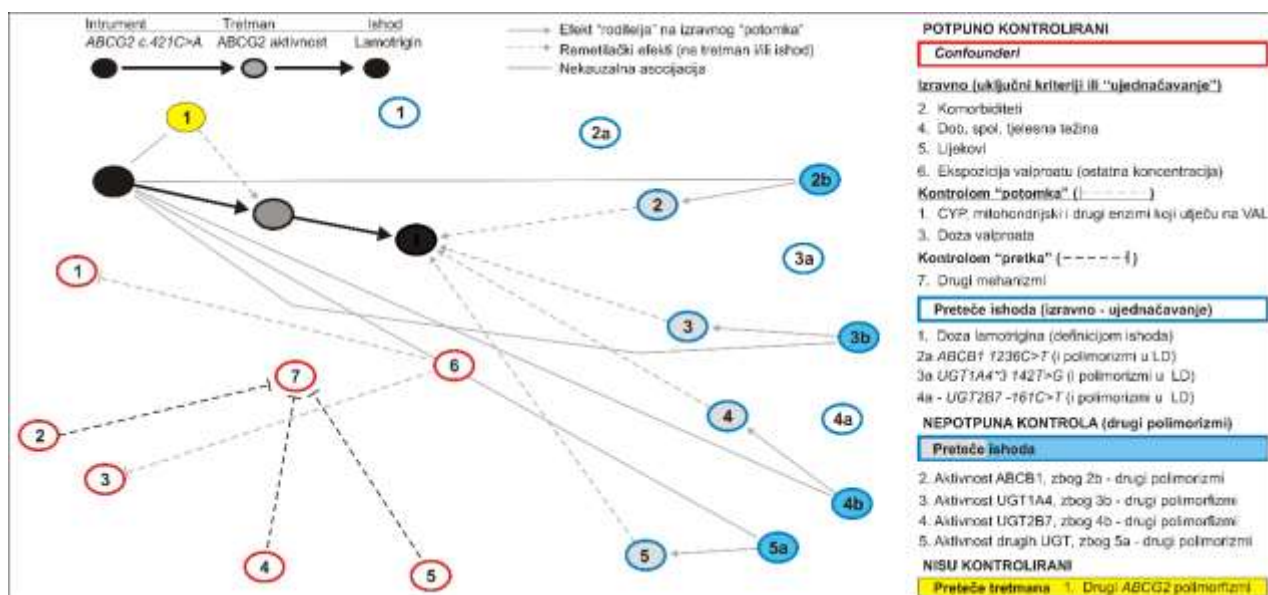 Intrument
Tretman
Ishod
ABCG2 c.421C>A
ABCG2 aktivnost
Lamotrigin
Efekt "roditelja" na izravnog "potomka"
Remetilački efekti (na tretman i/ili ishod)
Nekauzalna asocijacija
1
1
2a
2b
2
3a
1
3
3b
6
7
4
4a
2
3
4b
5
5a
4
5
POTPUNO KONTROLIRANI
Confounderi
Izravno (uključni kriteriji ili "ujednačavanje")
2. Komorbiditeti
4. Dob, spol, tjelesna težina
5. Lijekovi
6. Ekspozicija valproatu (ostatna koncentracija)
Kontrolom "potomka" (|- - - - - - -)
1. CYP, mitohondrijski i drugi enzimi koji utječu na VAL
3. Doza valproata
Kontrolom "pretka" (- - - - - -|)
7. Drugi mehanizmi
Preteče ishoda (izravno - ujednačavanje)
1. Doza lamotrigina (definicijom ishoda)
2a ABCB1 1236C>T (i polimorizmi u LD)
3a UGT1A4*3 142T>G (i polimorizmi u LD)
4a - UGT2B7 -161C>T (i polimorizmi u LD)
NEPOTPUNA KONTROLA (drugi polimorizmi)
Preteče ishoda
2. Aktivnost ABCB1, zbog 2b - drugi polimorizmi
3. Aktivnost UGT1A4, zbog 3b - drugi polimorfizmi
4. Aktivnost UGT2B7, zbog 4b - drugi polimorfizmi
5. Aktivnost drugih UGT, zbog 5a - drugi polimorfizmi
NISU KONTROLIRANI
Preteče tretmana 1. Drugi ABCG2 polimorfizmi